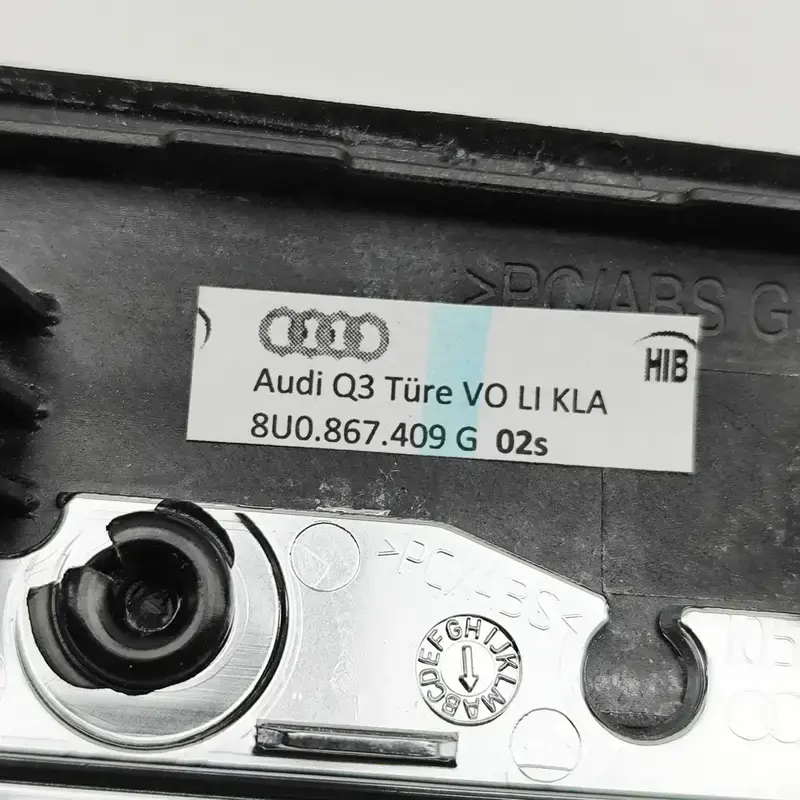 >PC/ABS G
HIB
Audi Q3 Türe VO LI KLA
8U0.867.409 G 02s
>PC/ABS<
ABCDEFGHIJKLM